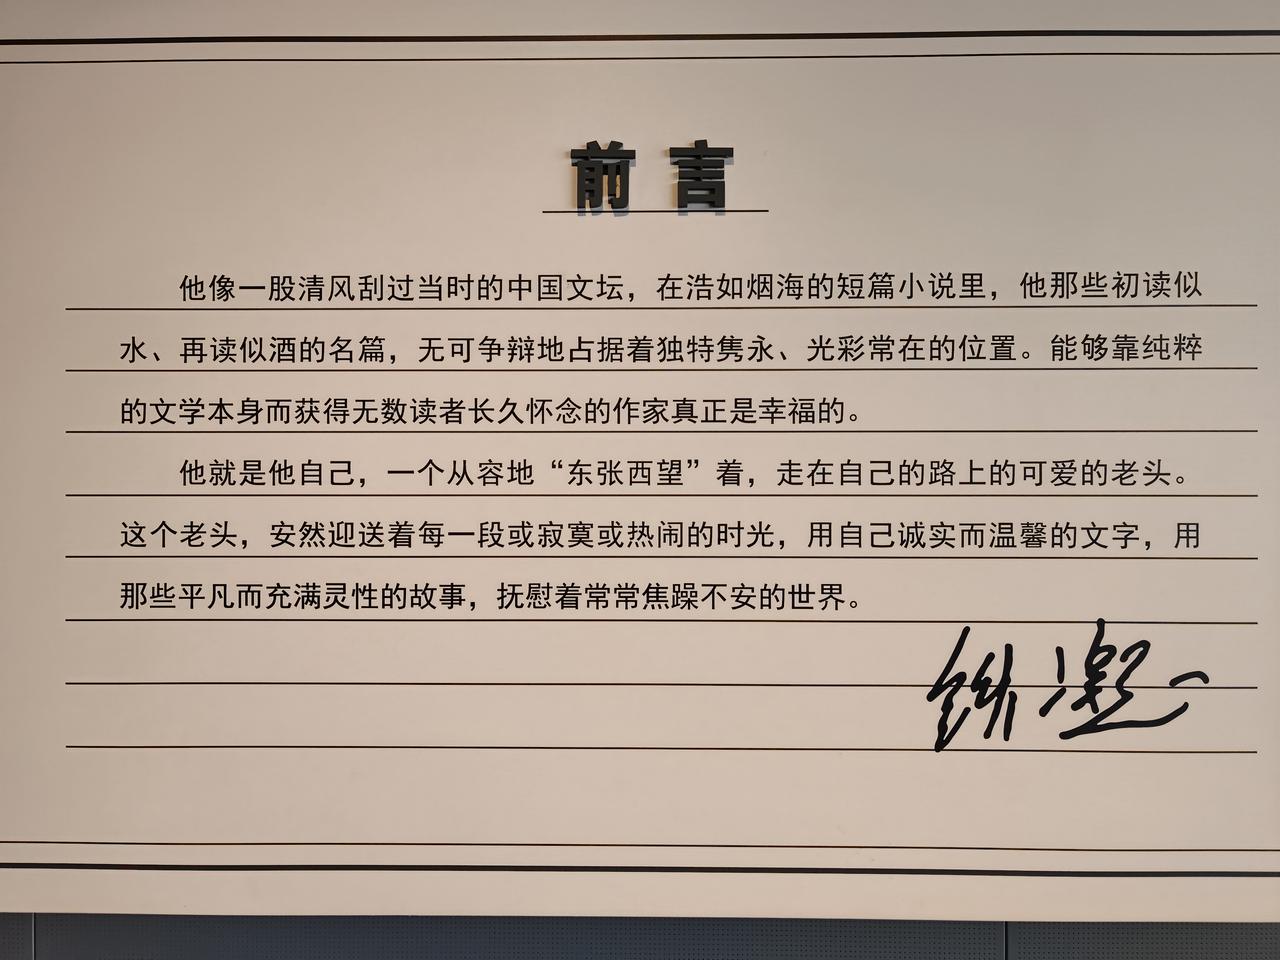 前言
他像一股清风刮过当时的中国文坛，在浩如烟海的短篇小说里，他那些初读似
水、再读似酒的名篇，无可争辩地占据着独特隽永、光彩常在的位置。能够靠纯粹
的文学本身而获得无数读者长久怀念的作家真正是幸福的。
他就是他自己，一个从容地“东张西望”着，走在自己的路上的可爱的老头。
这个老头，安然迎送着每一段或寂寞或热闹的时光，用自己诚实而温馨的文字，用
那些平凡而充满灵性的故事，抚慰着常常焦躁不安的世界。
铁凝